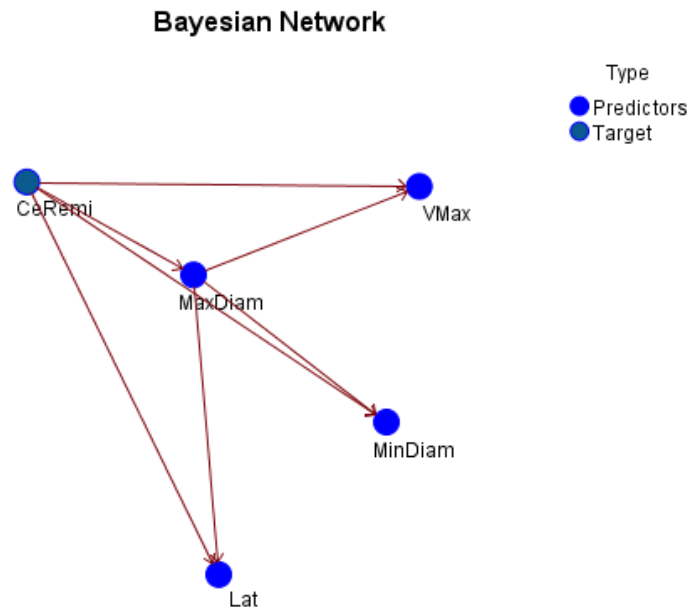 Bayesian Network
Type
Predictors
Target
CeRemi
VMax
MaxDiam
MinDiam
Lat